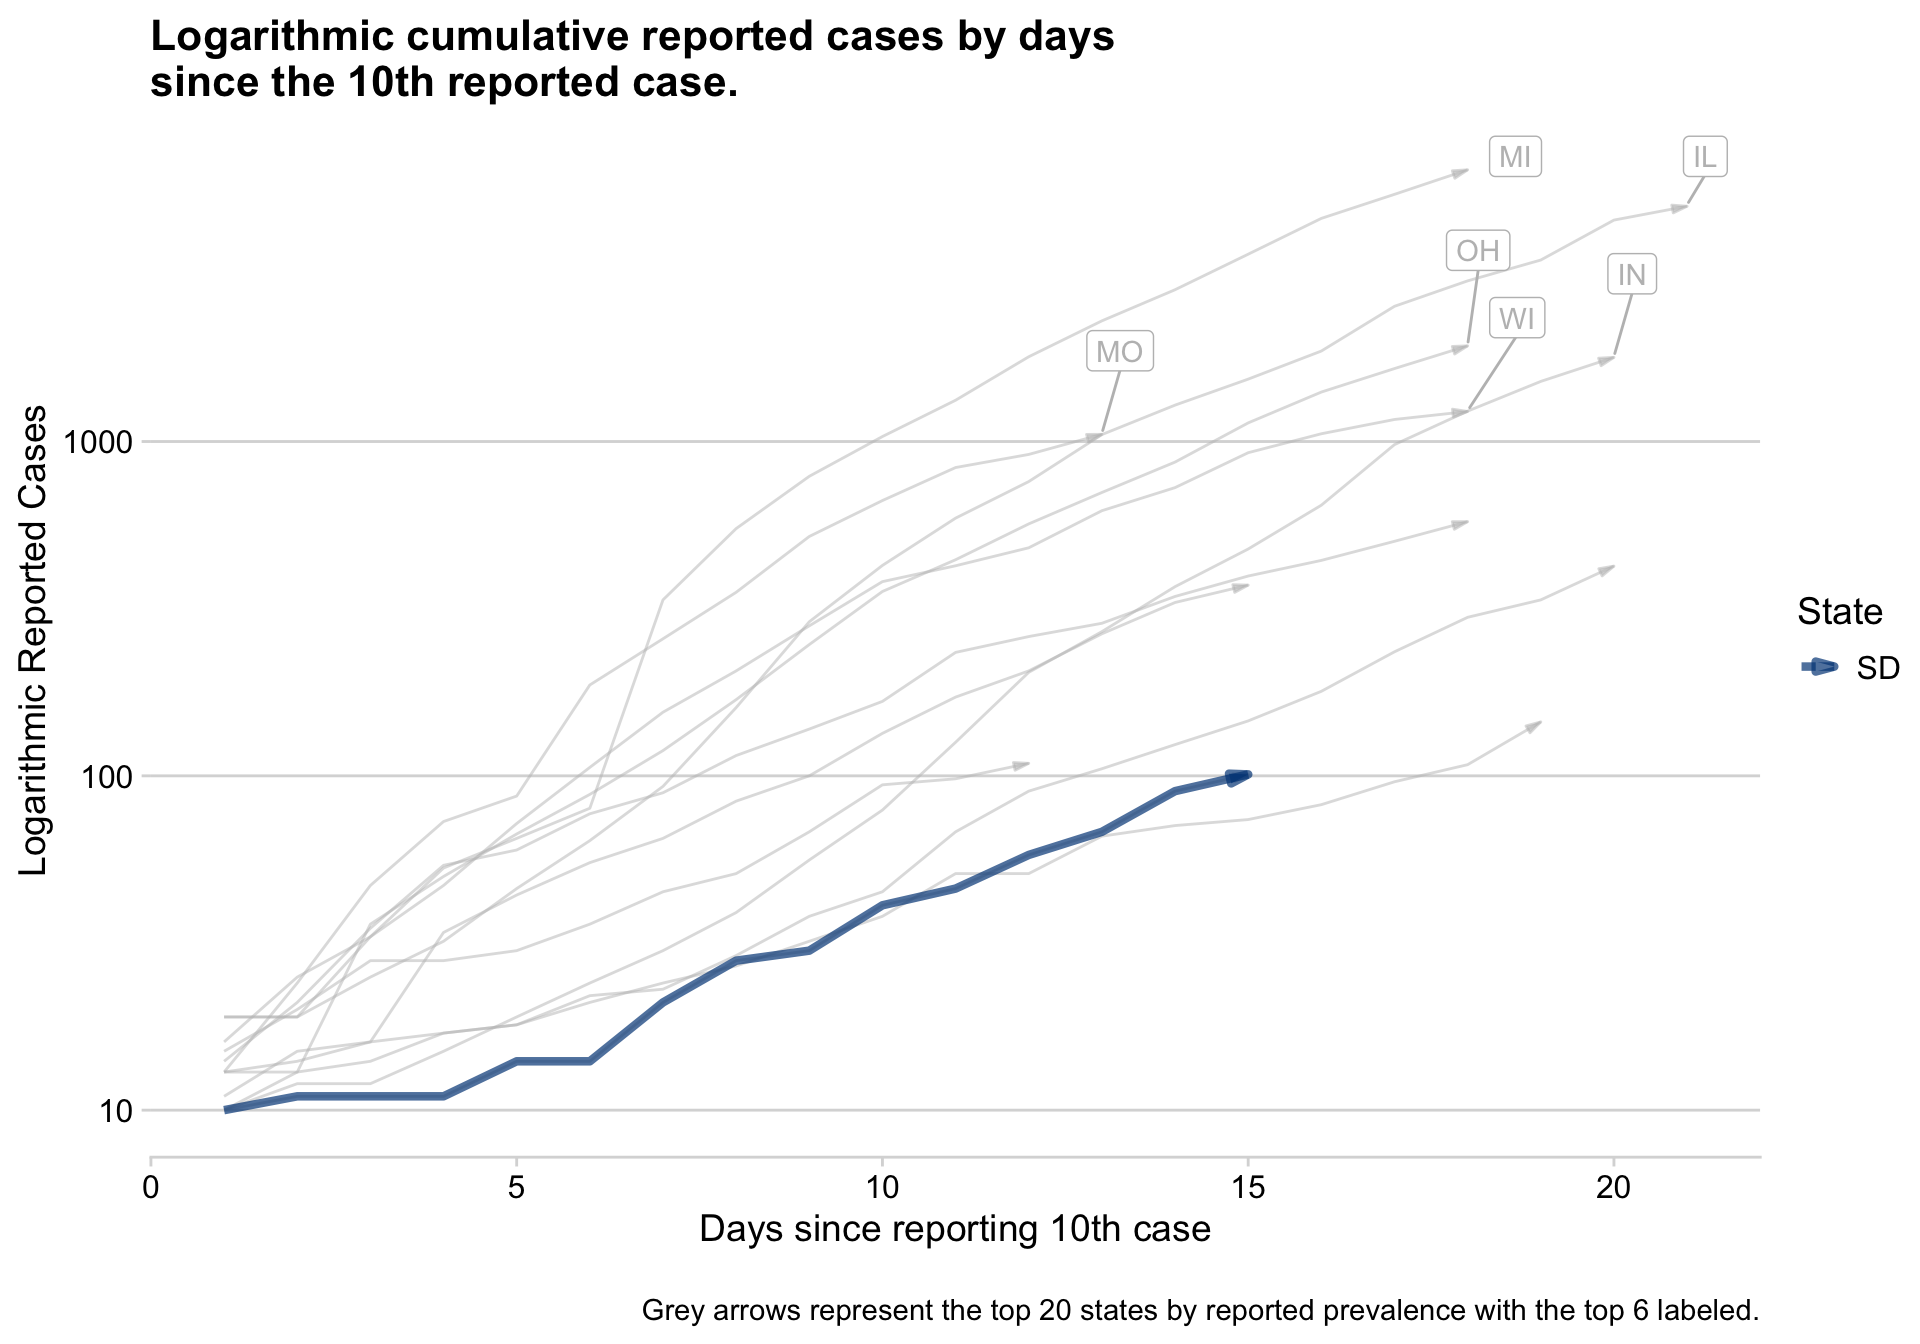 Logarithmic cumulative reported cases by days
since the 10th reported case.
MI
IL
OH
IN
WI
MO
Logarithmic Reported Cases
1000
100
10
State
SD
0
5
10
15
20
Days since reporting 10th case
Grey arrows represent the top 20 states by reported prevalence with the top 6 labeled.